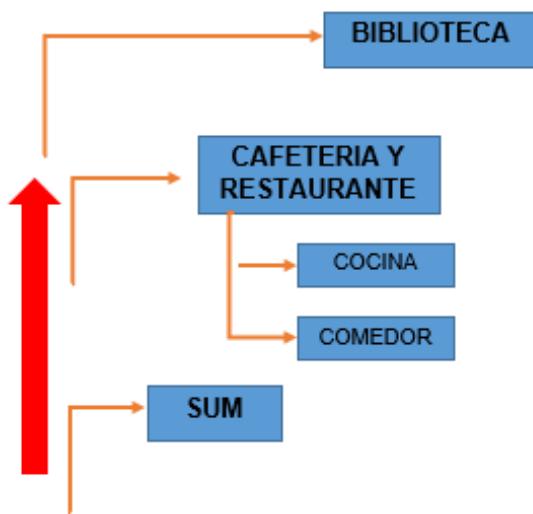 BIBLIOTECA
CAFETERIA Y
RESTAURANTE
COCINA
COMEDOR
SUM